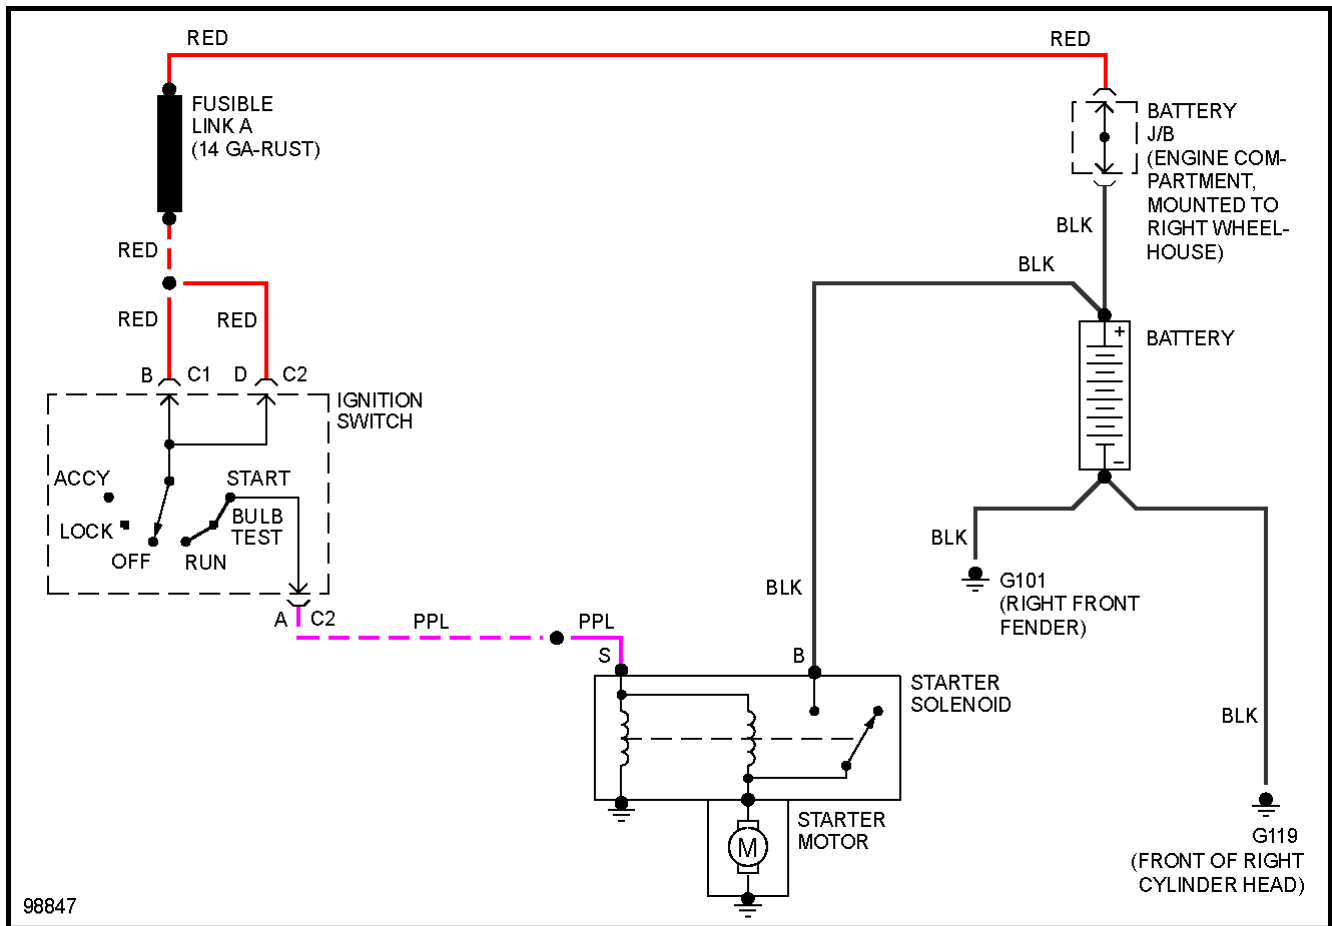 RED
RED
FUSIBLE
LINK A
(14 GA-RUST)
BATTERY
J/B
(ENGINE COM-
PARTMENT,
MOUNTED TO
RIGHT WHEEL-
HOUSE)
BLK
RED
BLK
RED
RED
BATTERY
+
−
B
C1
D
C2
IGNITION
SWITCH
ACCY
START
LOCK
BULB
TEST
OFF
RUN
BLK
G101
(RIGHT FRONT
FENDER)
BLK
A
C2
PPL
PPL
S
B
STARTER
SOLENOID
BLK
STARTER
MOTOR
M
G119
(FRONT OF RIGHT
CYLINDER HEAD)
98847